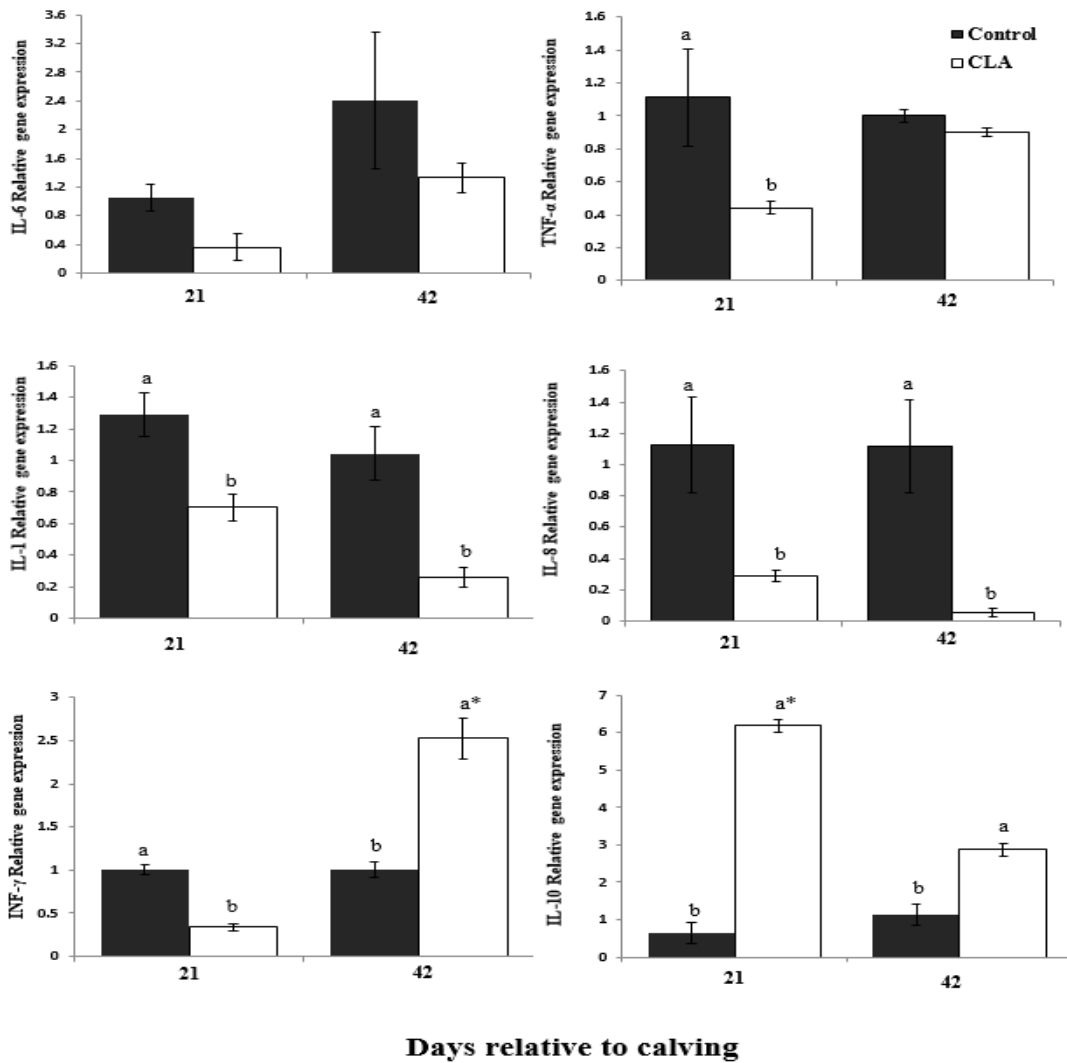 IL-6 Relative gene expression
3.6
3.2
2.8
2.4
2
1.6
1.2
0.8
0.4
0
21
42
TNF-α Relative gene expression
1.6
1.4
1.2
1
0.8
0.6
0.4
0.2
0
a
b
21
42
Control
CLA
IL-1 Relative gene expression
1.6
1.4
1.2
1
0.8
0.6
0.4
0.2
0
a
b
a
b
21
42
IL-8 Relative gene expression
1.6
1.4
1.2
1
0.8
0.6
0.4
0.2
0
a
b
a
b
21
42
INF-γ Relative gene expression
3
2.5
2
1.5
1
0.5
0
a
b
b
a*
21
42
IL-10 Relative gene expression
7
6
5
4
3
2
1
0
b
a*
b
a
21
42
Days relative to calving